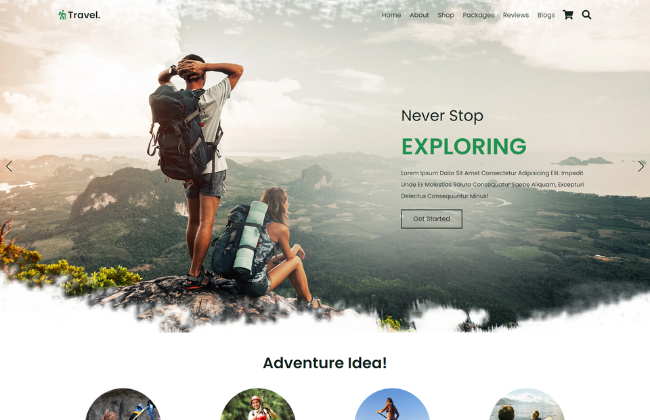 Travel.
Home About Shop Packages Reviews Blogs
Never Stop
EXPLORING
Lorem Ipsum Dolor Sit Amet Consectetur Adipisicing Elit. Impedit
Unde Ex Molestias Soluta Consequatur Saepe Aliquam, Excepturi
Delectus Consequuntur Minus!
Get Started
Adventure Idea!